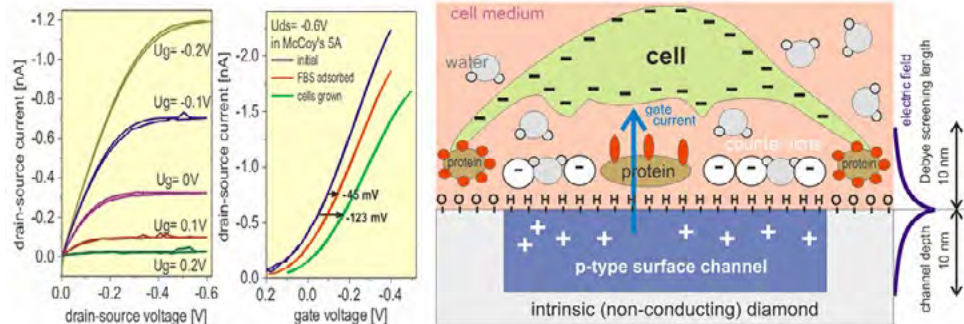 drain-source current [nA]
-1.2
-1.0
-0.8
-0.6
-0.4
-0.2
0.0
Ug= -0.2V
Ug= -0.1V
Ug= 0V
Ug= 0.1V
Ug= 0.2V
0.0 -0.2 -0.4 -0.6
drain-source voltage [V]
drain-source current [nA]
-2.0
-1.5
-1.0
-0.5
0.0
Uds= -0.6V
in McCoy's 5A
initial
FBS adsorbed
cells grown
-45 mV
-123 mV
0.2 0.0 -0.2 -0.4
gate voltage [V]
cell medium
water
cell
gate
current
counter ions
protein
protein
protein
- - - -
O O O O O H H H H H H H H H H H H H H H O O O O O
+ + + + + + + + +
p-type surface channel
intrinsic (non-conducting) diamond
electric field
Debye screening length
10 nm
channel depth
10 nm